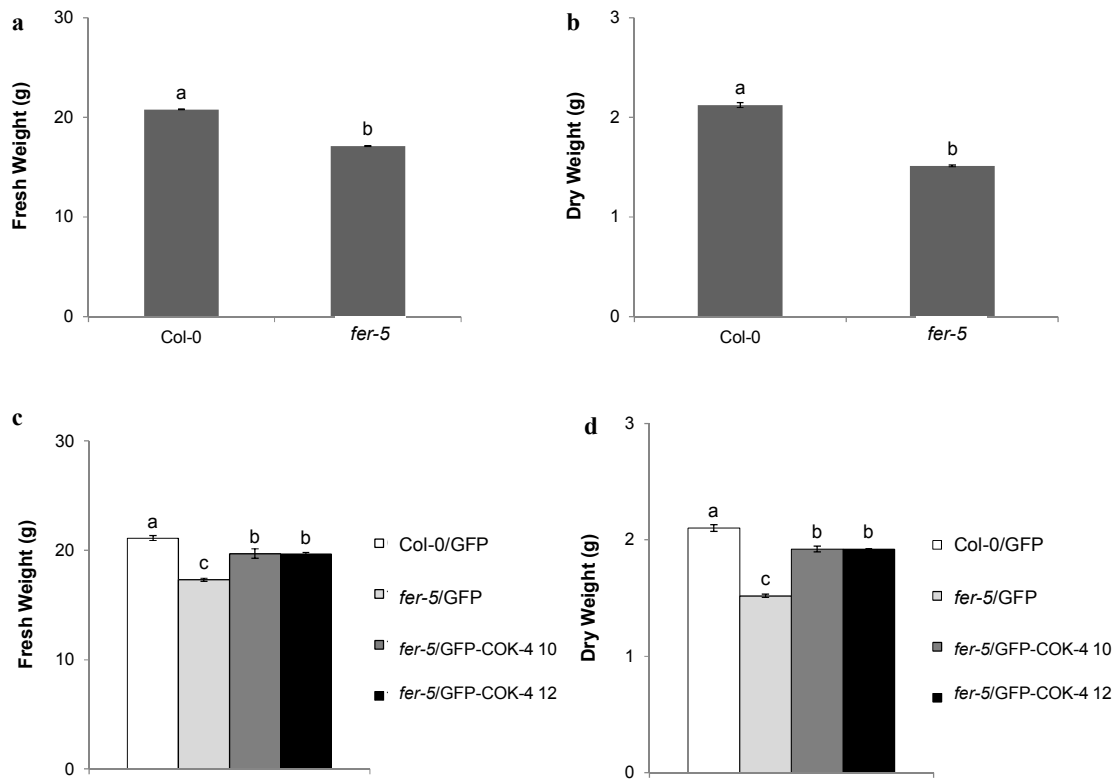 a
Fresh Weight (g)
30
20
10
0
a
b
Col-0
fer-5
b
Dry Weight (g)
3
2
1
0
a
b
Col-0
fer-5
c
Fresh Weight (g)
30
20
10
0
a
c
b
b
Col-0/GFP
fer-5/GFP
fer-5/GFP-COK-4 10
fer-5/GFP-COK-4 12
d
Dry Weight (g)
3
2
1
0
a
c
b
b
Col-0/GFP
fer-5/GFP
fer-5/GFP-COK-4 10
fer-5/GFP-COK-4 12